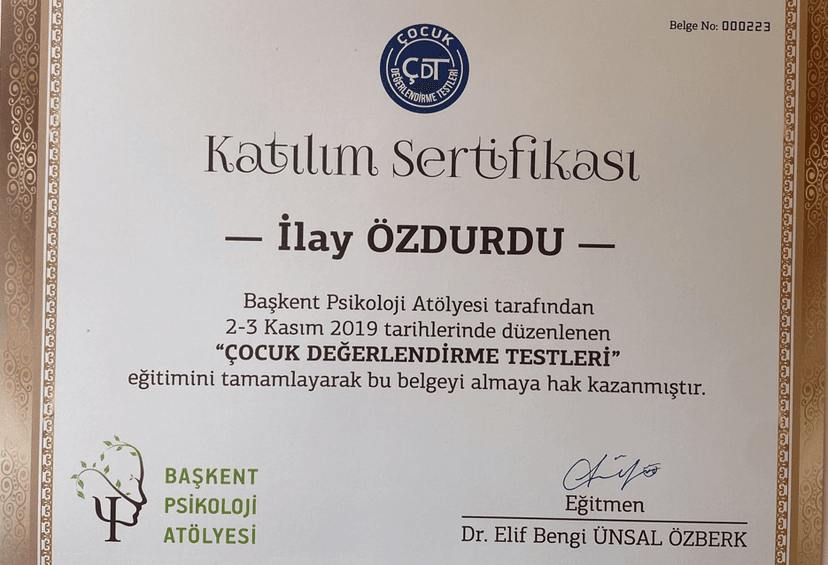 Belge No: 000223
ÇOCUK
ÇDT
DEĞERLENDİRME TESTLERİ
Katılım Sertifikası
— İlay ÖZDURDU —
Başkent Psikoloji Atölyesi tarafından
2-3 Kasım 2019 tarihlerinde düzenlenen
“ÇOCUK DEĞERLENDİRME TESTLERİ”
eğitimini tamamlayarak bu belgeyi almaya hak kazanmıştır.
BAŞKENT
PSİKOLOJİ
ATÖLYESİ
Eğitmen
Dr. Elif Bengi ÜNSAL ÖZBERK